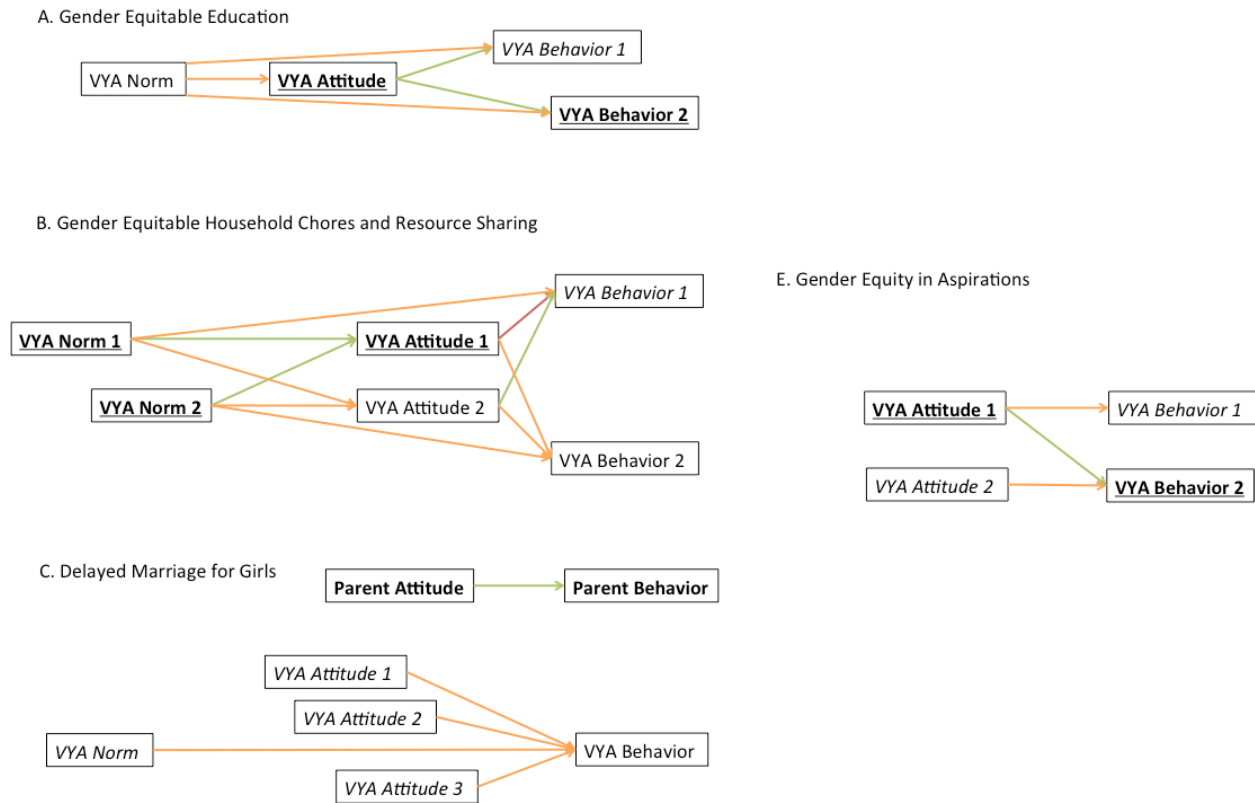 A. Gender Equitable Education
VYA Behavior 1
VYA Norm
VYA Attitude
VYA Behavior 2
B. Gender Equitable Household Chores and Resource Sharing
VYA Behavior 1
VYA Norm 1
VYA Attitude 1
VYA Norm 2
VYA Attitude 2
VYA Behavior 2
E. Gender Equity in Aspirations
VYA Attitude 1
VYA Behavior 1
VYA Attitude 2
VYA Behavior 2
C. Delayed Marriage for Girls
Parent Attitude
Parent Behavior
VYA Attitude 1
VYA Attitude 2
VYA Norm
VYA Behavior
VYA Attitude 3